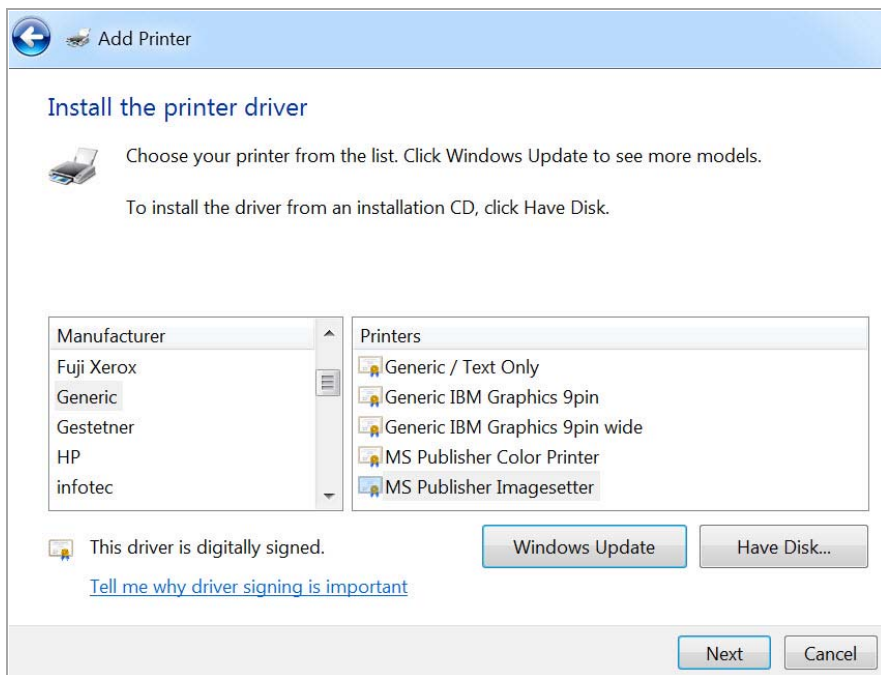 Add Printer
Install the printer driver
Choose your printer from the list. Click Windows Update to see more models.
To install the driver from an installation CD, click Have Disk.
Manufacturer
Fuji Xerox
Generic
Gestetner
HP
infotec
Printers
Generic / Text Only
Generic IBM Graphics 9pin
Generic IBM Graphics 9pin wide
MS Publisher Color Printer
MS Publisher Imagesetter
This driver is digitally signed.
Tell me why driver signing is important
Windows Update
Have Disk...
Next
Cancel